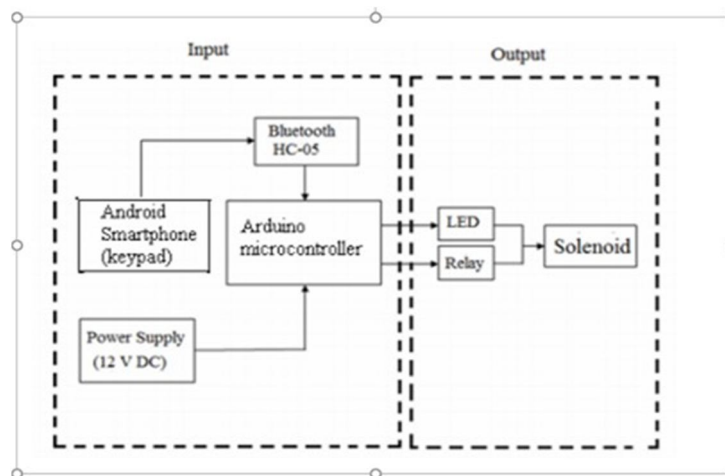 Input
Output
Bluetooth
HC-05
Android
Smartphone
(keypad)
Arduino
microcontroller
LED
Relay
Solenoid
Power Supply
(12 V DC)